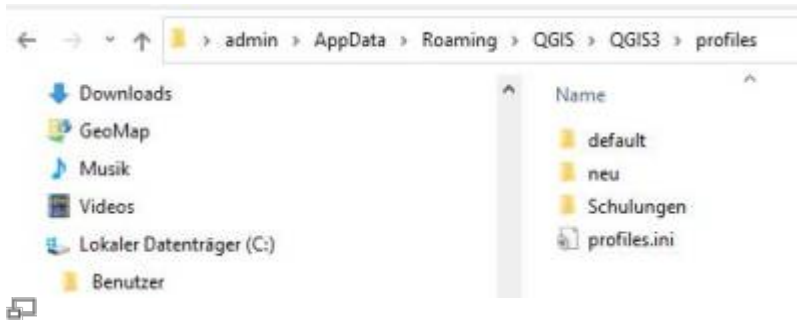 admin > AppData > Roaming > QGIS > QGIS3 > profiles
Downloads
GeoMap
Musik
Videos
Lokaler Datenträger (C:)
Benutzer
Name
default
neu
Schulungen
profiles.ini